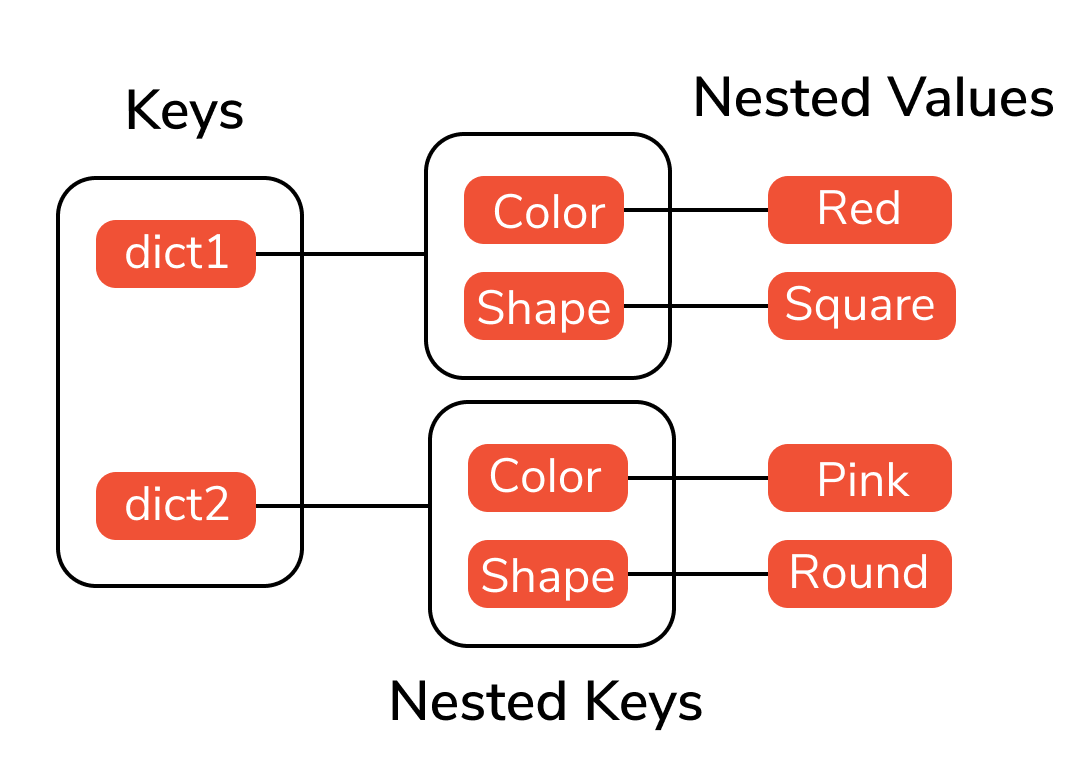 Keys
Nested Values
dict1
Color
Red
Shape
Square
dict2
Color
Pink
Shape
Round
Nested Keys